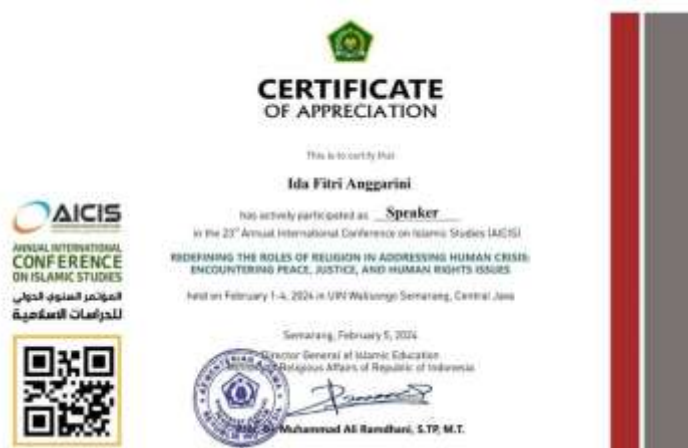 CERTIFICATE
OF APPRECIATION
This is to certify that
Ida Fitri Anggarini
has actively participated as Speaker
in the 23rd Annual International Conference on Islamic Studies (AICIS)
REDEFINING THE ROLES OF RELIGION IN ADDRESSING HUMAN CRISIS:
ENCOUNTERING PEACE, JUSTICE, AND HUMAN RIGHTS ISSUES
held on February 1-4, 2024 in UIN Walisongo Semarang, Central Java
Semarang, February 5, 2024
Director General of Islamic Education
Religious Affairs of Republic of Indonesia
KEMENTERIAN AGAMA
REPUBLIK INDONESIA
Muhammad Ali Ramdhani, S.TP, M.T.
AICIS
ANNUAL INTERNATIONAL
CONFERENCE
ON ISLAMIC STUDIES
المؤتمر السنوي الدولي
للدراسات الاسلامية